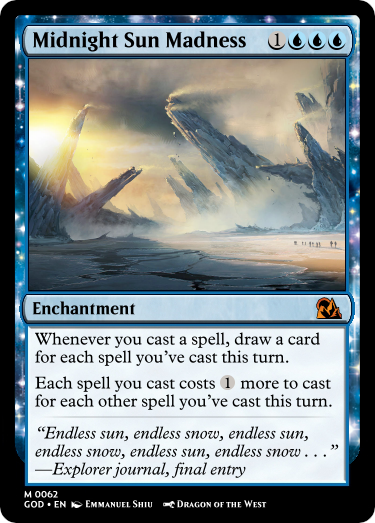 Midnight Sun Madness 1
Enchantment
Whenever you cast a spell, draw a card
for each spell you've cast this turn.
Each spell you cast costs 1 more to cast
for each other spell you've cast this turn.
“Endless sun, endless snow, endless sun,
endless snow, endless sun, endless snow . . .”
—Explorer journal, final entry
M 0062
GOD • EN Emmanuel Shiu Dragon of the West